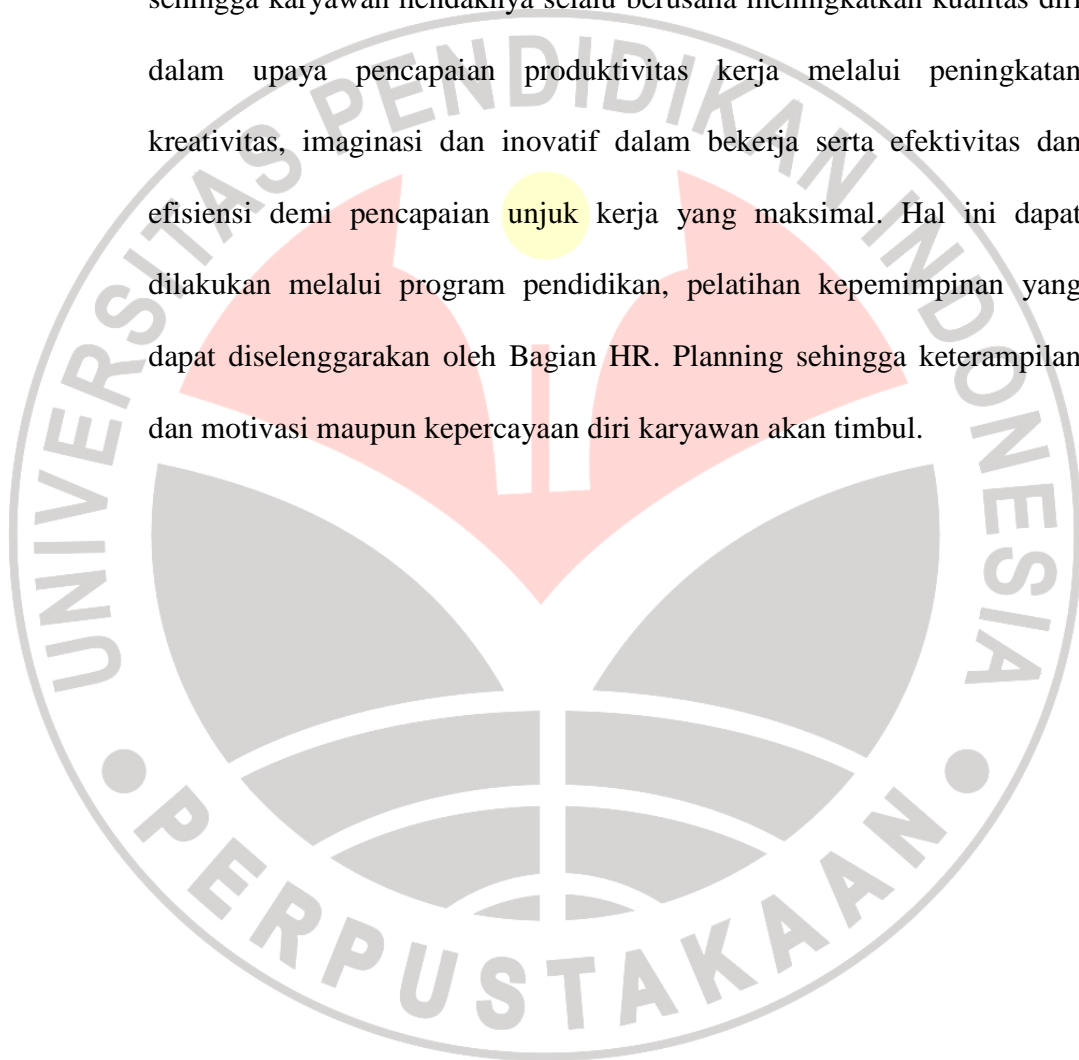 sehingga karyawan hendaknya selalu berusaha meningkatkan kualitas diri
dalam upaya pencapaian produktivitas kerja melalui peningkatan
kreativitas, imaginasi dan inovatif dalam bekerja serta efektivitas dan
efisiensi demi pencapaian unjuk kerja yang maksimal. Hal ini dapat
dilakukan melalui program pendidikan, pelatihan kepemimpinan yang
dapat diselenggarakan oleh Bagian HR. Planning sehingga keterampilan
dan motivasi maupun kepercayaan diri karyawan akan timbul.
UNIVERSITAS PENDIDIKAN INDONESIA
PERPUSTAKAAN